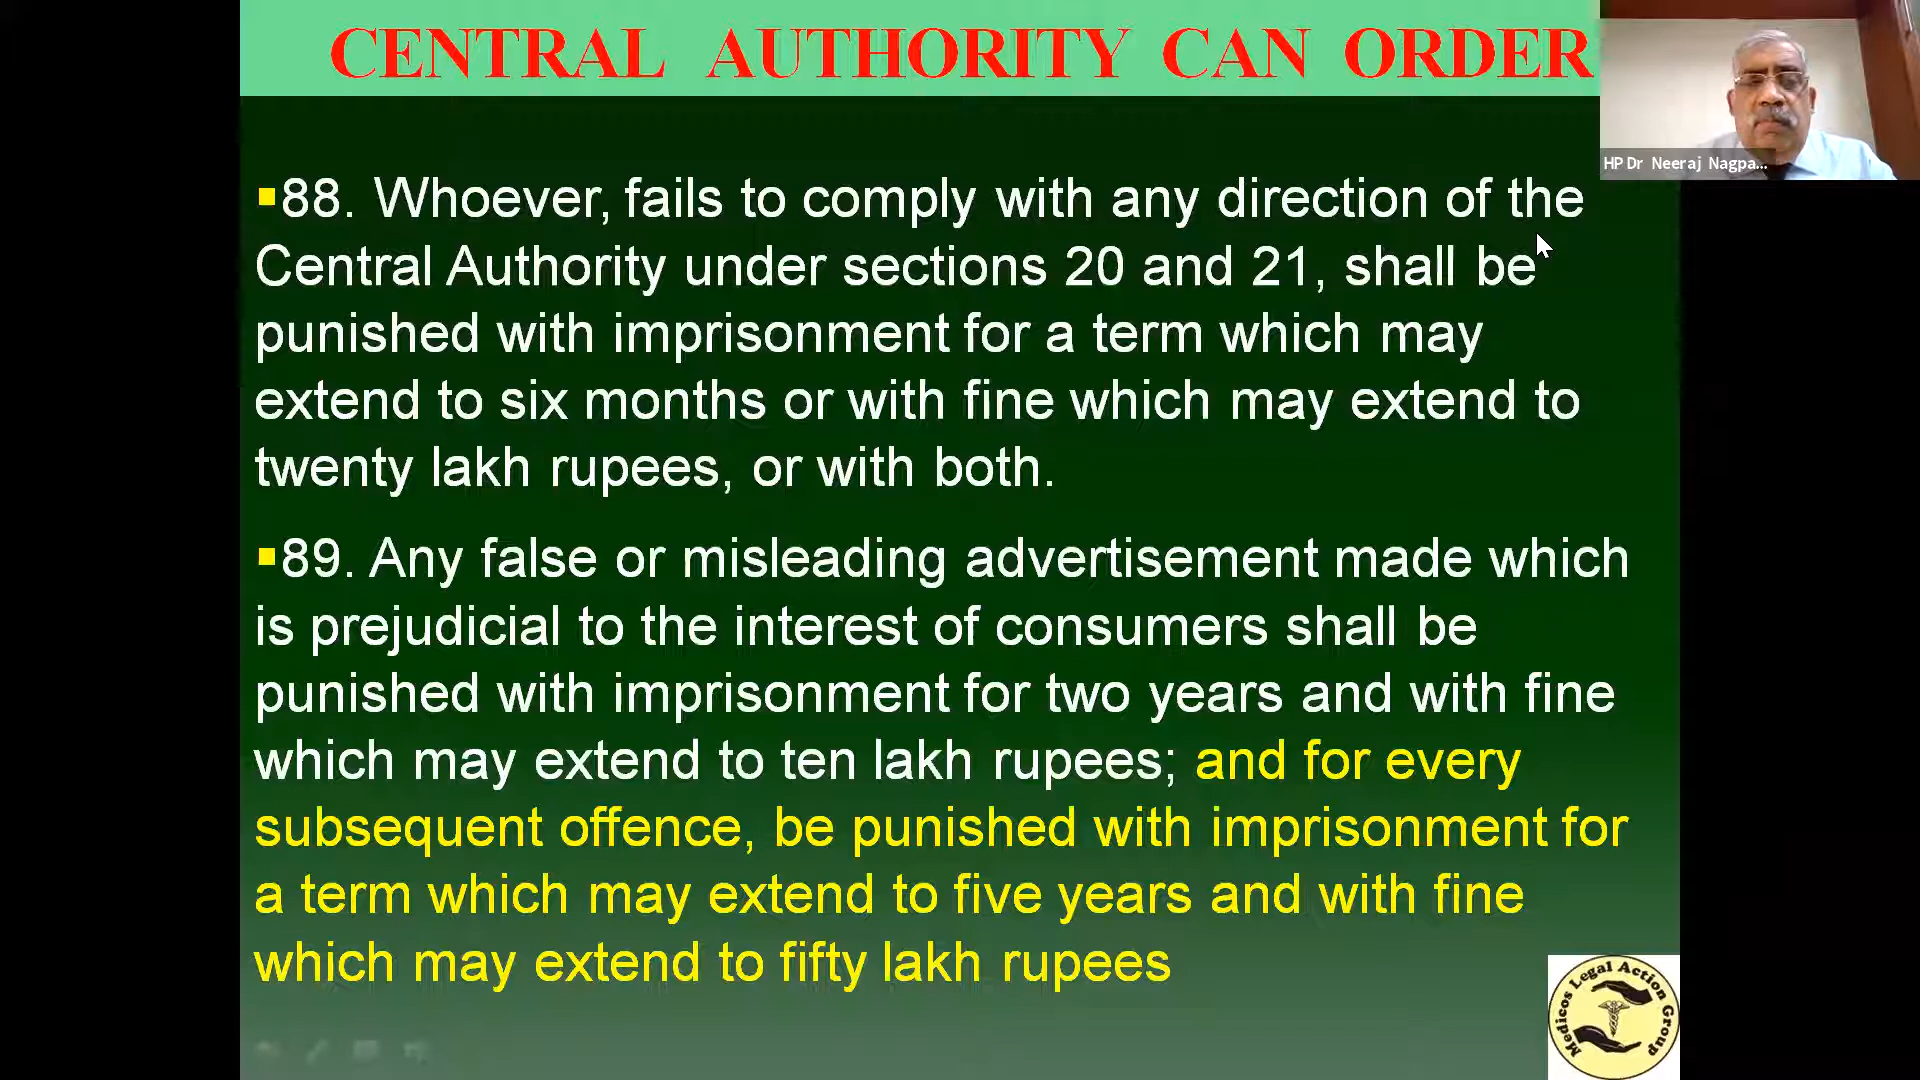 CENTRAL AUTHORITY CAN ORDER
HP Dr Neeraj Nagpa...
▪88. Whoever, fails to comply with any direction of the
Central Authority under sections 20 and 21, shall be
punished with imprisonment for a term which may
extend to six months or with fine which may extend to
twenty lakh rupees, or with both.
▪89. Any false or misleading advertisement made which
is prejudicial to the interest of consumers shall be
punished with imprisonment for two years and with fine
which may extend to ten lakh rupees; and for every
subsequent offence, be punished with imprisonment for
a term which may extend to five years and with fine
which may extend to fifty lakh rupees
Medicos Legal Action Group